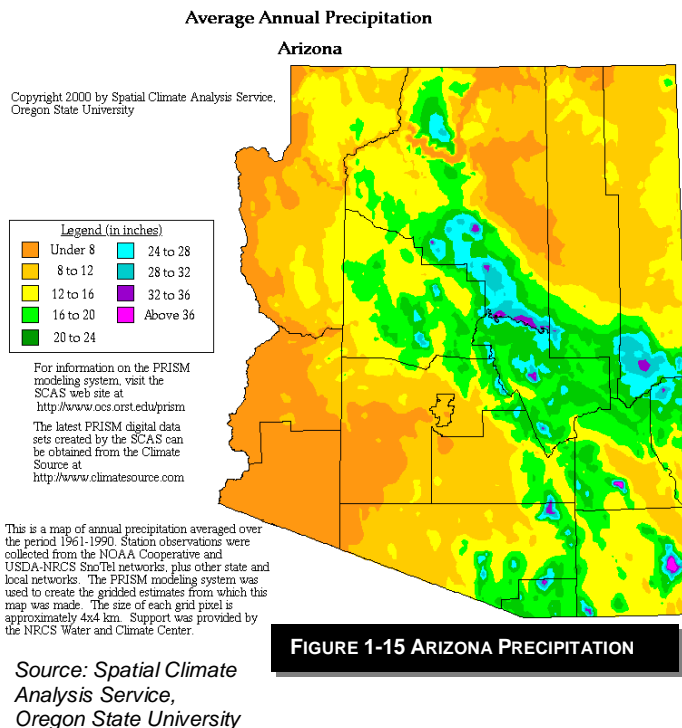 Average Annual Precipitation
Arizona
Copyright 2000 by Spatial Climate Analysis Service,
Oregon State University
Legend (in inches)
Under 8
8 to 12
12 to 16
16 to 20
20 to 24
24 to 28
28 to 32
32 to 36
Above 36
For information on the PRISM
modeling system, visit the
SCAS web site at
http://www.ocs.orst.edu/prism
The latest PRISM digital data
sets created by the SCAS can
be obtained from the Climate
Source at
http://www.climatesource.com
This is a map of annual precipitation averaged over
the period 1961-1990. Station observations were
collected from the NOAA Cooperative and
USDA-NRCS SnoTel networks, plus other state and
local networks. The PRISM modeling system was
used to create the gridded estimates from which this
map was made. The size of each grid pixel is
approximately 4x4 km. Support was provided by
the NRCS Water and Climate Center.
FIGURE 1-15 ARIZONA PRECIPITATION
Source: Spatial Climate
Analysis Service,
Oregon State University